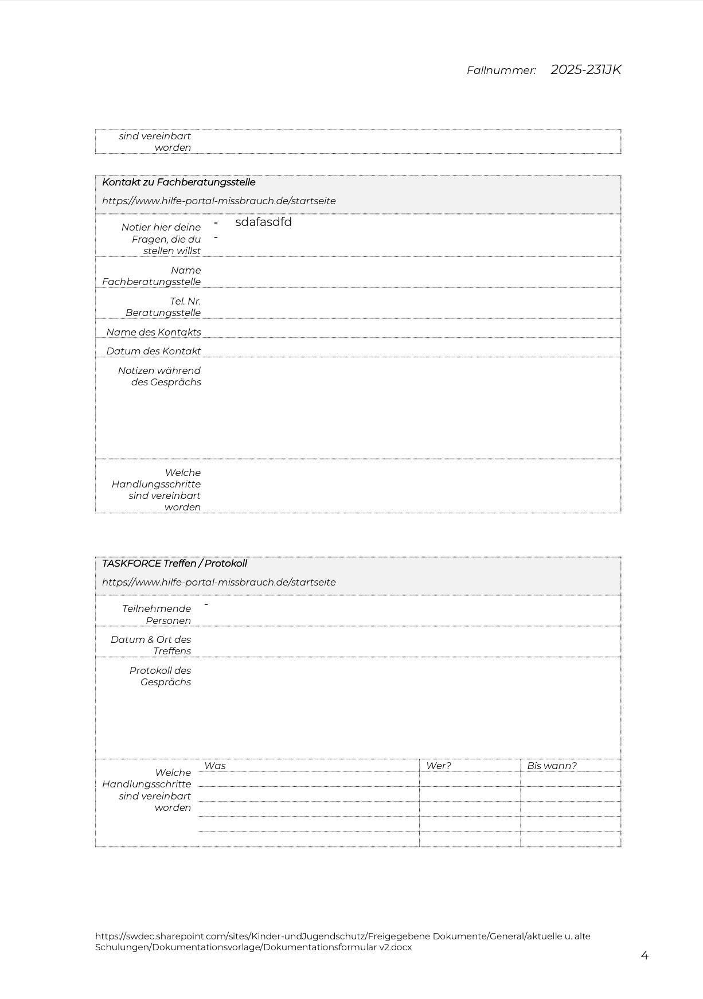 Fallnummer: 2025-231JK
sind vereinbart
worden
Kontakt zu Fachberatungsstelle
https://www.hilfe-portal-missbrauch.de/startseite
Notier hier deine
Fragen, die du
stellen willst
- sdafasdfd
-
Name
Fachberatungsstelle
Tel. Nr.
Beratungsstelle
Name des Kontakts
Datum des Kontakt
Notizen während
des Gesprächs
Welche
Handlungsschritte
sind vereinbart
worden
TASKFORCE Treffen / Protokoll
https://www.hilfe-portal-missbrauch.de/startseite
Teilnehmende
Personen
-
Datum & Ort des
Treffens
Protokoll des
Gesprächs
Welche
Handlungsschritte
sind vereinbart
worden
Was Wer? Bis wann?
https://swdec.sharepoint.com/sites/Kinder-undJugendschutz/Freigegebene Dokumente/General/aktuelle u. alte
Schulungen/Dokumentationsvorlage/Dokumentationsformular v2.docx
4